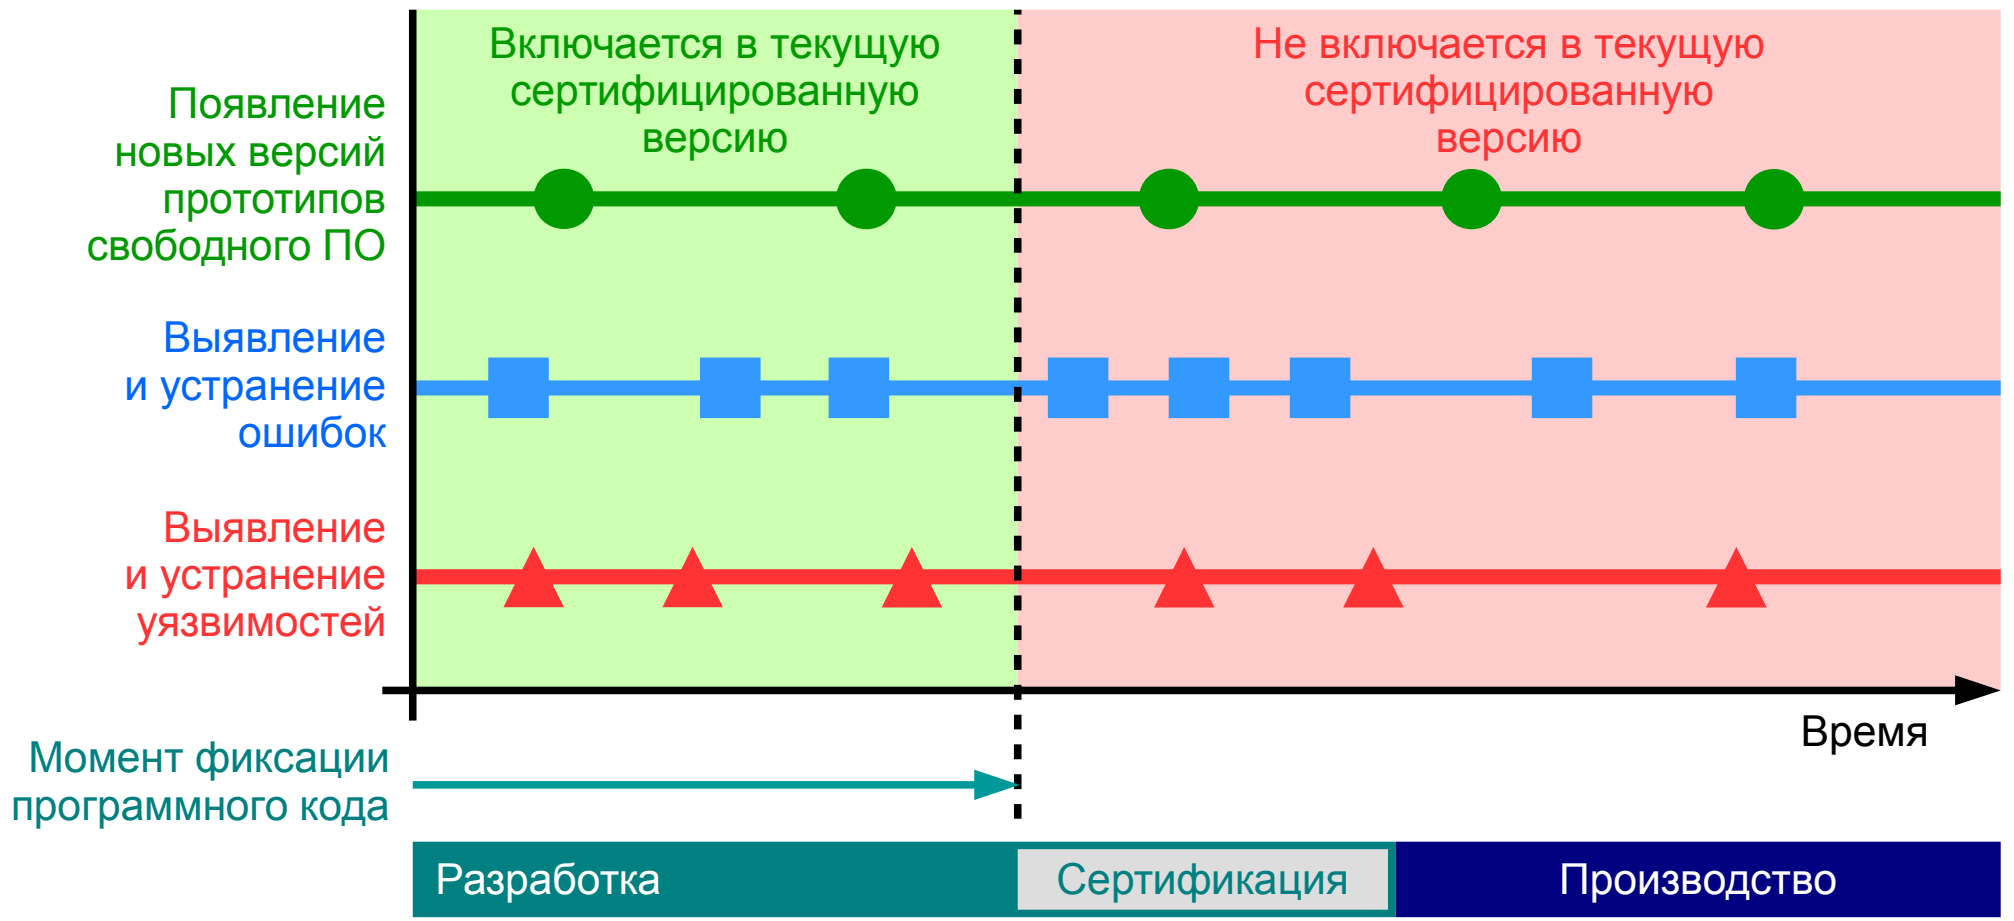 Включается в текущую
сертифицированную
версию
Не включается в текущую
сертифицированную
версию
Появление
новых версий
прототипов
свободного ПО
Выявление
и устранение
ошибок
Выявление
и устранение
уязвимостей
Время
Момент фиксации
программного кода
Разработка
Сертификация
Производство